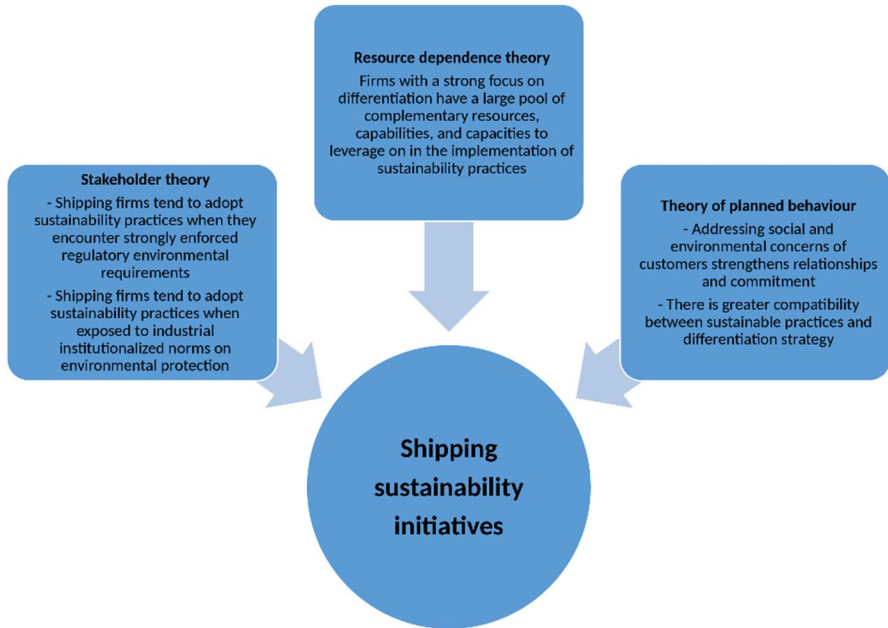 Resource dependence theory
Firms with a strong focus on
differentiation have a large pool of
complementary resources,
capabilities, and capacities to
leverage on in the implementation of
sustainability practices
Stakeholder theory
- Shipping firms tend to adopt
sustainability practices when they
encounter strongly enforced
regulatory environmental
requirements
- Shipping firms tend to adopt
sustainability practices when
exposed to industrial
institutionalized norms on
environmental protection
Theory of planned behaviour
- Addressing social and
environmental concerns of
customers strengthens relationships
and commitment
- There is greater compatibility
between sustainable practices and
differentiation strategy
Shipping
sustainability
initiatives